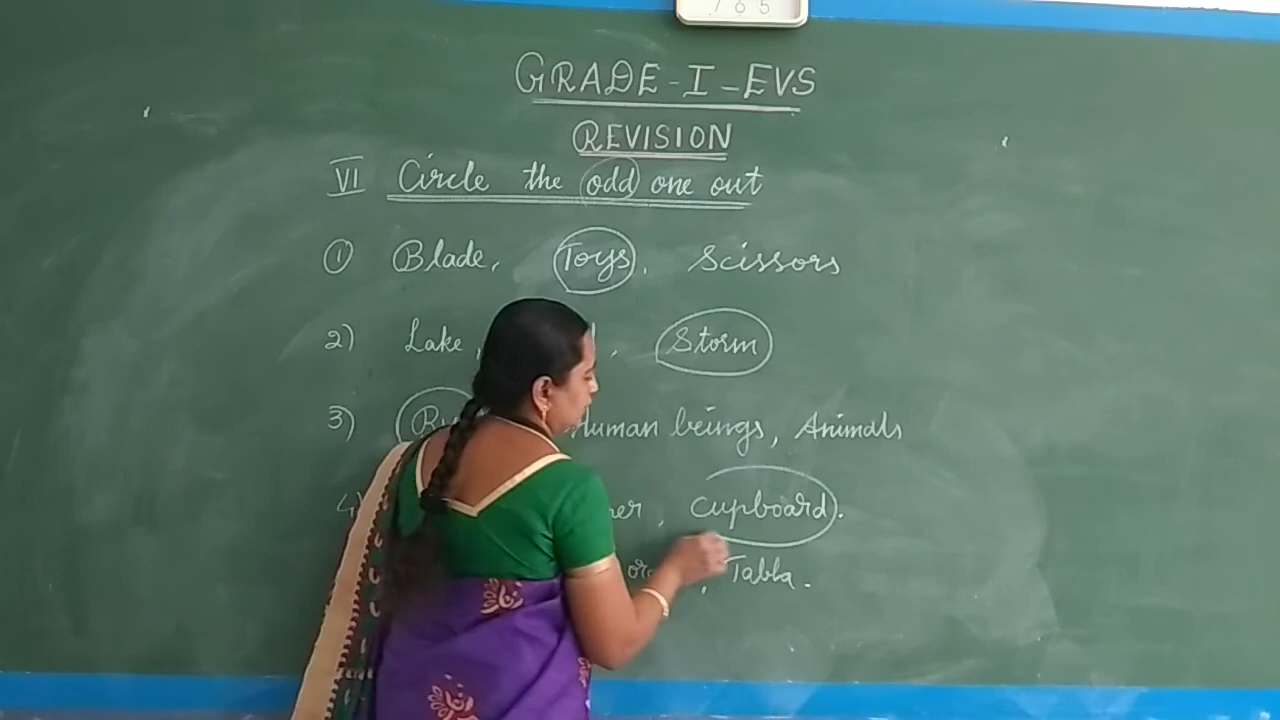 765
GRADE-I-EVS
REVISION
VI Circle the odd one out
1) Blade, Toys, Scissors
2) Lake, , Storm
3) Human beings, Animals
4) , Cupboard.
, Tabla.